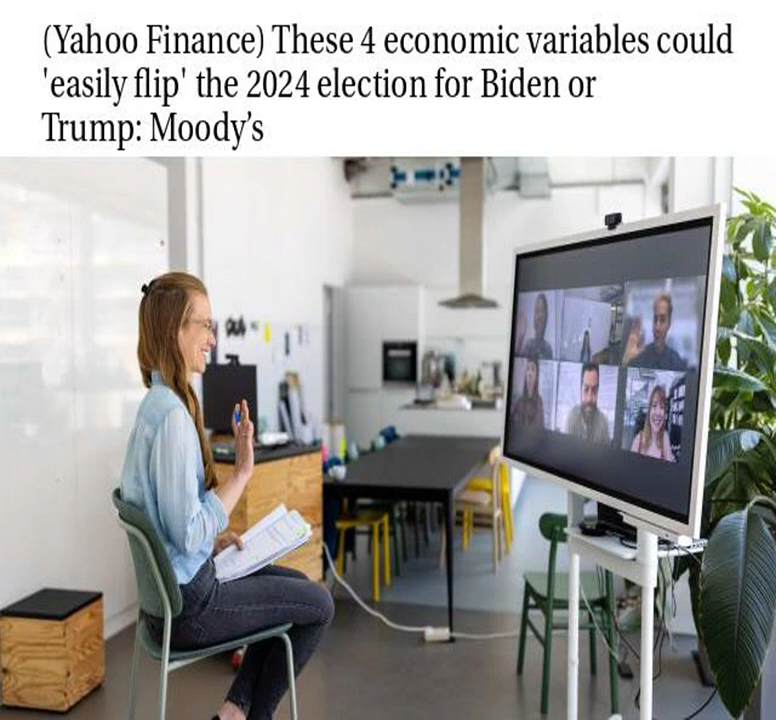 (Yahoo Finance) These 4 economic variables could
'easily flip' the 2024 election for Biden or
Trump: Moody’s